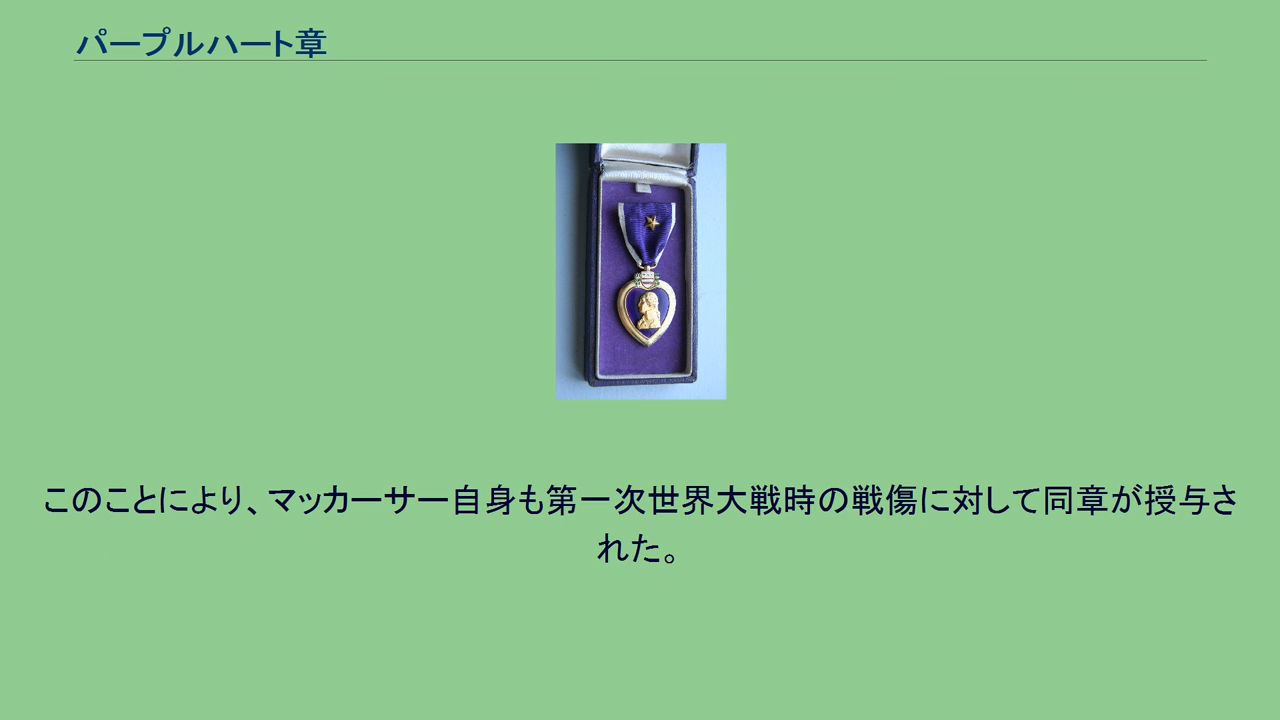 パープルハート章
このことにより、マッカーサー自身も第一次世界大戦時の戦傷に対して同章が授与さ
れた。